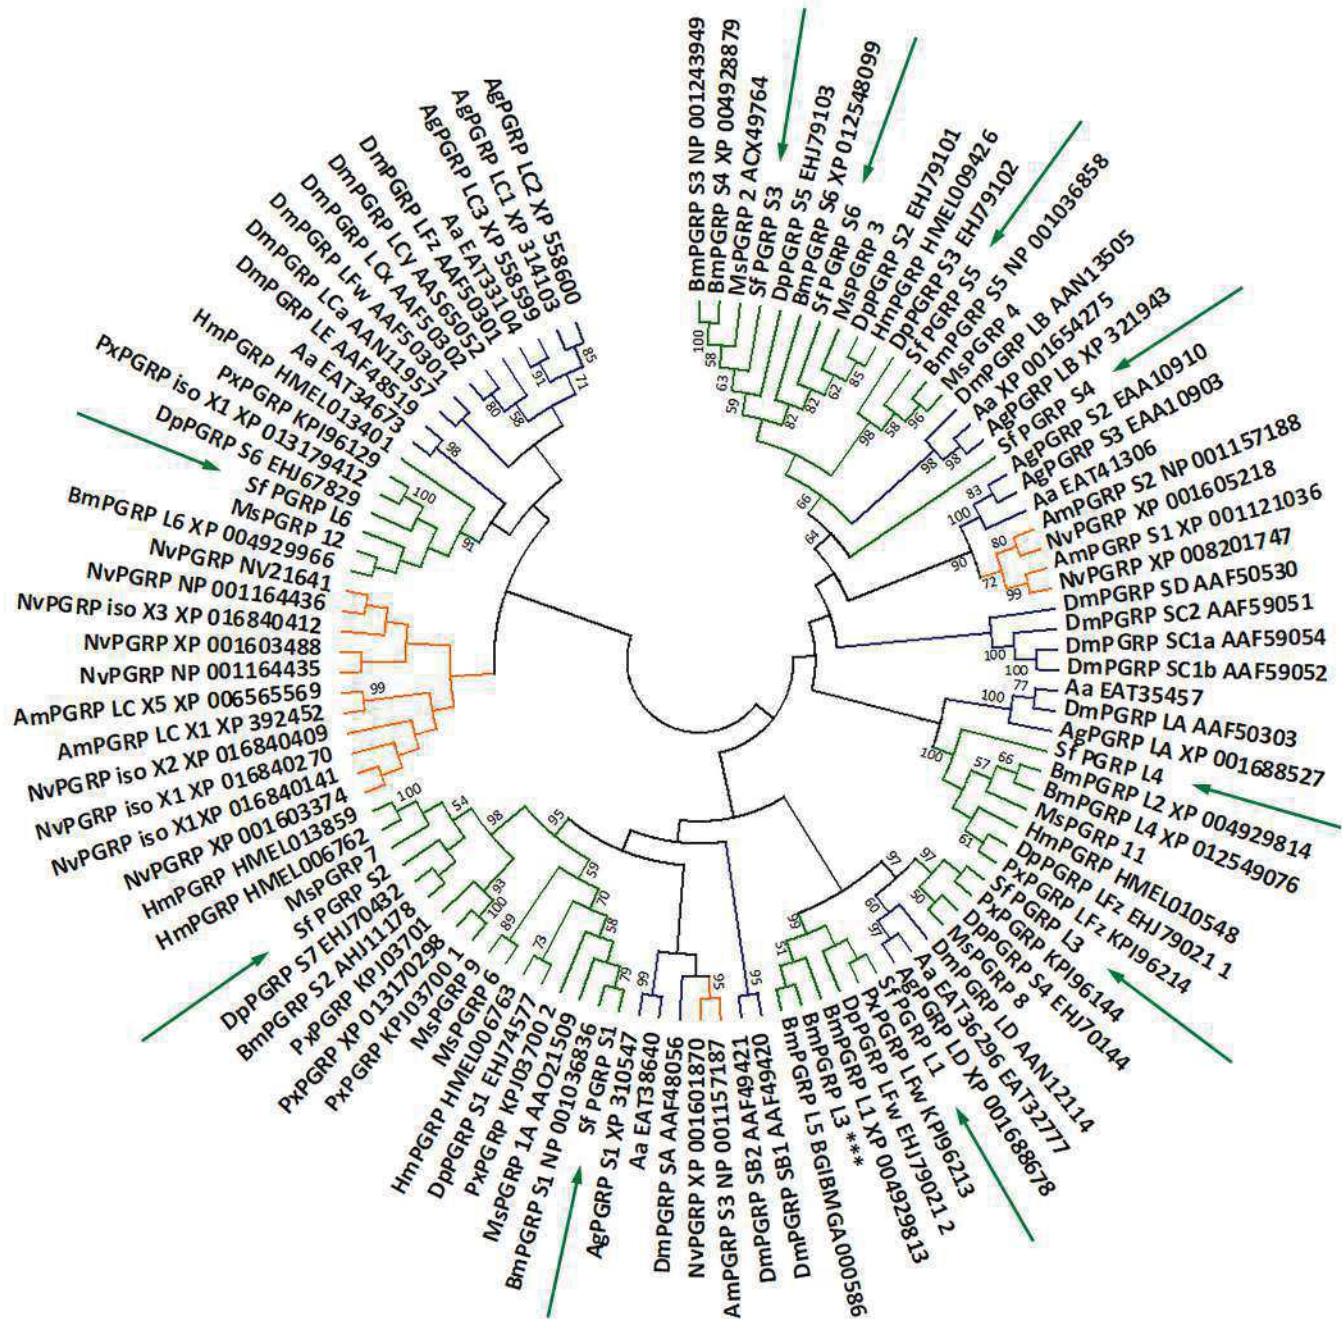 BmPGRP S3 NP 001243949
BmPGRP S4 XP 004928879
MsPGRP 2 ACX49764
Sf PGRP S3
DpPGRP S5 EHJ79103
BmPGRP S6 XP 012548099
Sf PGRP S6
MsPGRP 3
DpPGRP S2 EHJ79101
HmPGRP HMEL009426
DpPGRP S3 EHJ79102
Sf PGRP S5
BmPGRP S5 NP 001036858
MsPGRP 4
DmPGRP LB AAN13505
Aa XP 001654275
AgPGRP LB XP 321943
Sf PGRP S4
AgPGRP S2 EAA10910
AgPGRP S3 EAA10903
Aa EAT41306
AmPGRP S2 NP 001157188
NvPGRP XP 001605218
AmPGRP S1 XP 001121036
NvPGRP XP 008201747
DmPGRP SD AAF50530
DmPGRP SC2 AAF59051
DmPGRP SC1a AAF59054
DmPGRP SC1b AAF59052
Aa EAT35457
DmPGRP LA AAF50303
AgPGRP LA XP 001688527
Sf PGRP L4
BmPGRP L2 XP 004929814
BmPGRP L4 XP 012549076
MsPGRP 11
HmPGRP HMEL010548
DpPGRP LFz EHJ79021 1
PxPGRP LFz KPI96214
Sf PGRP L3
PxPGRP KPI96144
DpPGRP S4 EHJ70144
MsPGRP 8
DmPGRP LD AAN12114
Aa EAT36296 EAT32777
AgPGRP LD XP 001688678
Sf PGRP L1
PxPGRP LFw KPI96213
DpPGRP LFw EHJ79021 2
BmPGRP L1 XP 004929813
BmPGRP L3 ***
BmPGRP L5 BGIBMGA000586
DmPGRP SB1 AAF49420
DmPGRP SB2 AAF49421
AmPGRP S3 NP 001157187
NvPGRP XP 001601870
DmPGRP SA AAF48056
Aa EAT38640
AgPGRP S1 XP 310547
Sf PGRP S1
BmPGRP S1 NP 001036836
MsPGRP 1A AAO21509
PxPGRP KPJ03700 2
DpPGRP S1 EHJ74577
HmPGRP HMEL006763
MsPGRP 6
MsPGRP 9
PxPGRP KPJ03700 1
PxPGRP XP 013170298
PxPGRP KPJ03701
BmPGRP S2 AHJ11178
DpPGRP S7 EHJ70432
Sf PGRP S2
MsPGRP 7
HmPGRP HMEL006762
HmPGRP HMEL013859
NvPGRP XP 001603374
NvPGRP iso X1XP 016840141
NvPGRP iso X1 XP 016840270
NvPGRP iso X2 XP 016840409
AmPGRP LC X1 XP 392452
AmPGRP LC X5 XP 006565569
NvPGRP NP 001164435
NvPGRP XP 001603488
NvPGRP iso X3 XP 016840412
NvPGRP NP 001164436
NvPGRP NV21641
BmPGRP L6 XP 004929966
MsPGRP 12
Sf PGRP L6
DpPGRP S6 EHJ67829
PxPGRP iso X1 XP 013179412
PxPGRP KPI96129
HmPGRP HMEL013401
Aa EAT34673
DmPGRP LE AAF48519
DmPGRP LCa AAN11957
DmPGRP LFw AAF50301
DmPGRP LCx AAF50302
DmPGRP LCy AAS65052
DmPGRP LFz AAF50301
Aa EAT33104
AgPGRP LC3 XP 558599
AgPGRP LC1 XP 314103
AgPGRP LC2 XP 558600
100
58
63
59
82
82
62
85
98
58
96
98
98
66
64
83
100
90
80
72
99
100
100
77
100
100
57
66
61
97
97
50
60
97
99
51
95
95
99
95
59
70
58
79
73
89
98
93
100
54
100
99
91
100
98
80
58
91
71
85